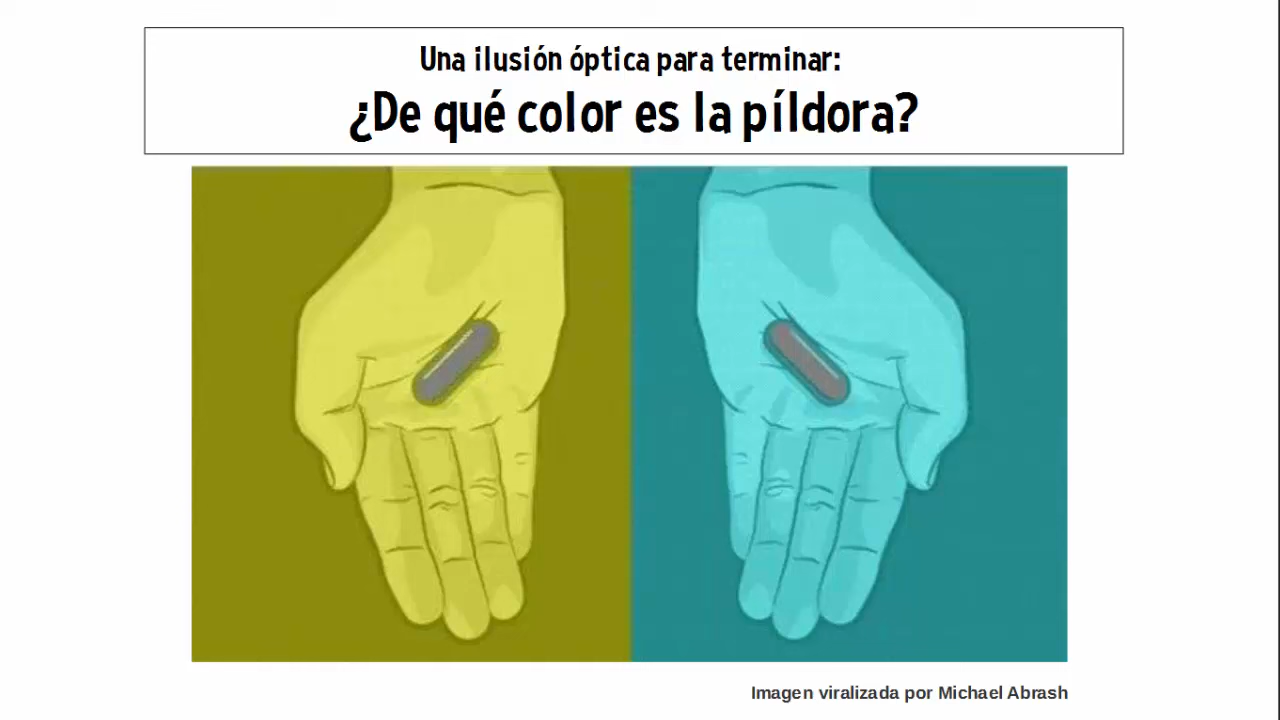 Una ilusión óptica para terminar:
¿De qué color es la píldora?
Imagen viralizada por Michael Abrash